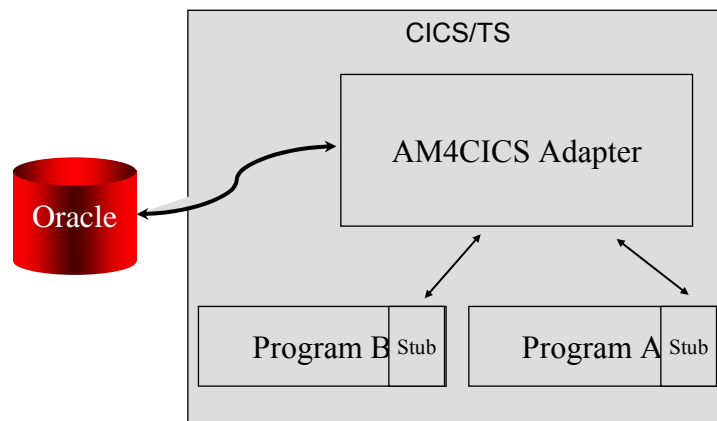 CICS/TS
AM4CICS Adapter
Oracle
Program B
Stub
Program A
Stub